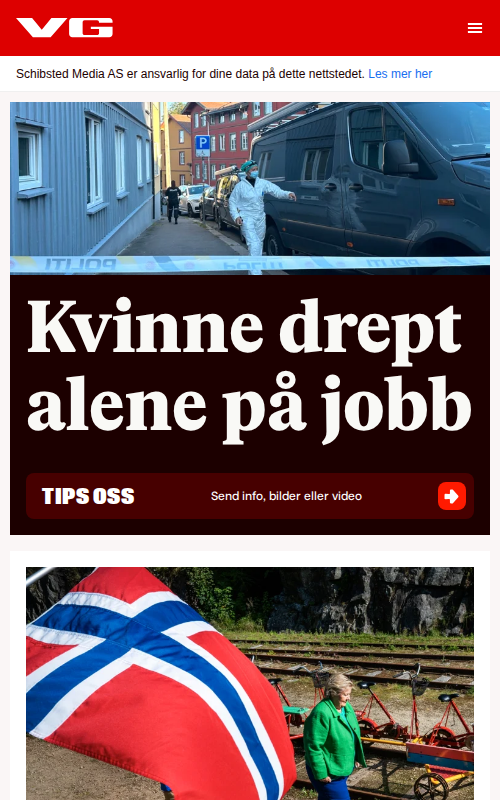 VG
Schibsted Media AS er ansvarlig for dine data på dette nettstedet. Les mer her
P
POLITI POLITI POLITI
Kvinne drept
alene på jobb
TIPS OSS Send info, bilder eller video